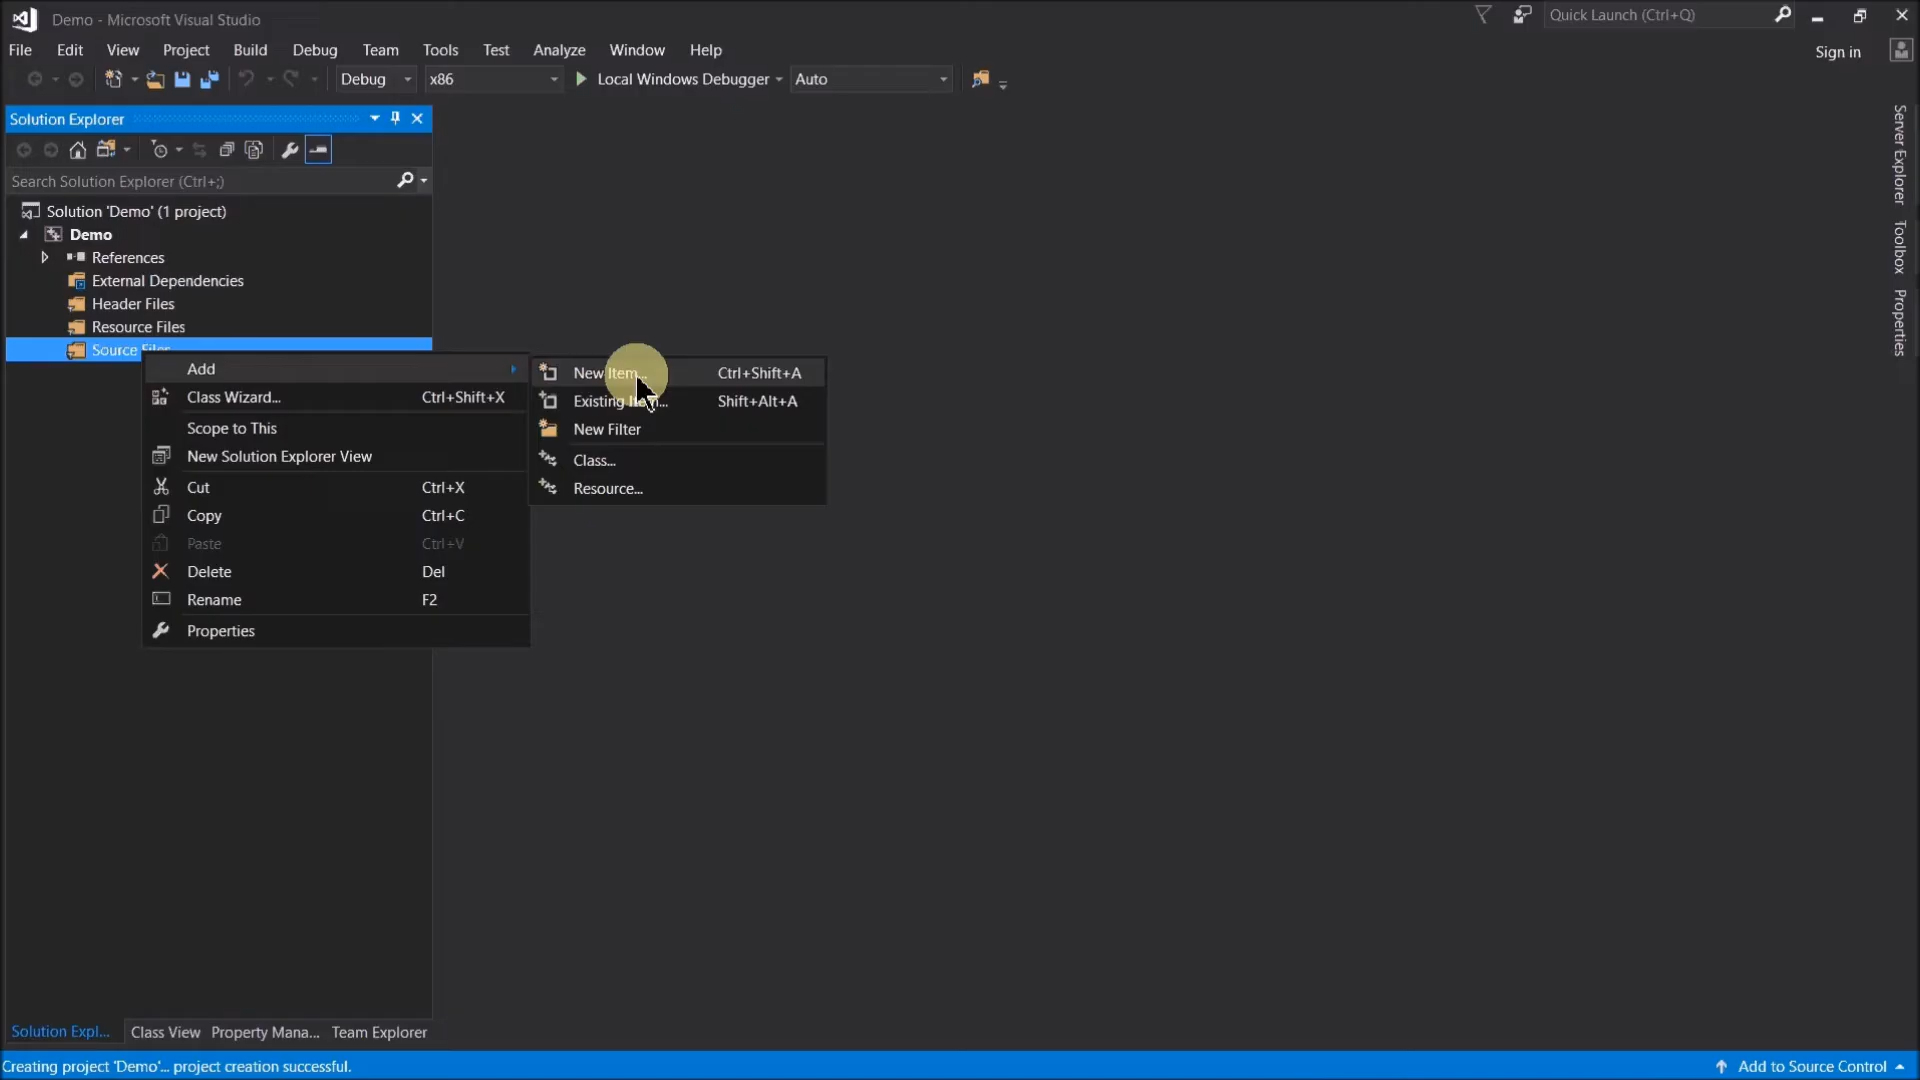 Demo - Microsoft Visual Studio
Quick Launch (Ctrl+Q)
File Edit View Project Build Debug Team Tools Test Analyze Window Help
Sign in
Debug x86 Local Windows Debugger Auto
Solution Explorer
Search Solution Explorer (Ctrl+;)
Solution 'Demo' (1 project)
Demo
References
External Dependencies
Header Files
Resource Files
Source Files
Add
Class Wizard... Ctrl+Shift+X
Scope to This
New Solution Explorer View
Cut Ctrl+X
Copy Ctrl+C
Paste Ctrl+V
Delete Del
Rename F2
Properties
New Item... Ctrl+Shift+A
Existing Item... Shift+Alt+A
New Filter
Class...
Resource...
Server Explorer
Toolbox
Properties
Solution Expl... Class View Property Mana... Team Explorer
Creating project 'Demo'... project creation successful.
Add to Source Control